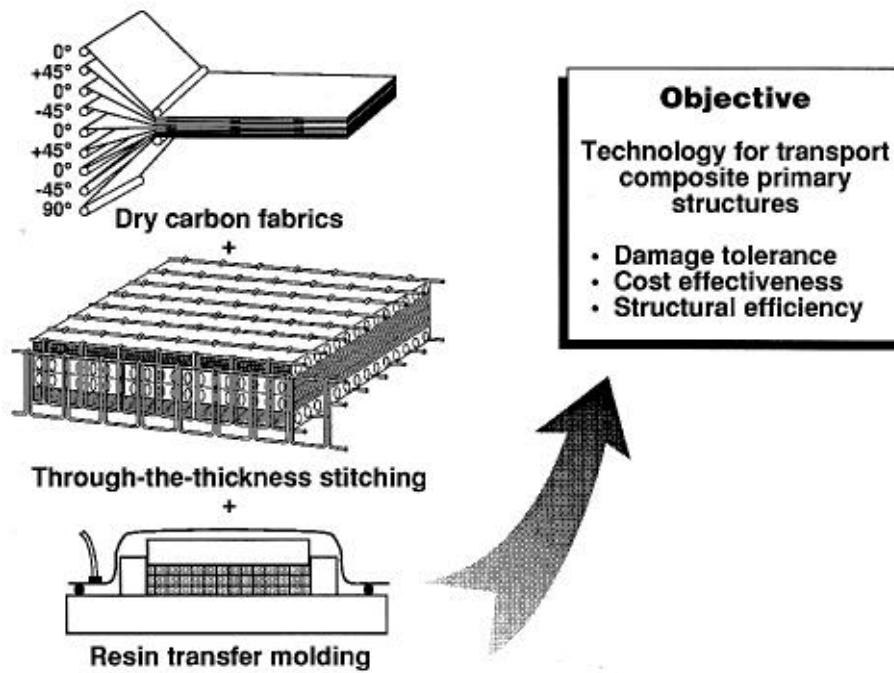 0°
+45°
0°
-45°
0°
+45°
0°
-45°
90°
Dry carbon fabrics
+
Through-the-thickness stitching
+
Resin transfer molding
Objective
Technology for transport
composite primary
structures
• Damage tolerance
• Cost effectiveness
• Structural efficiency